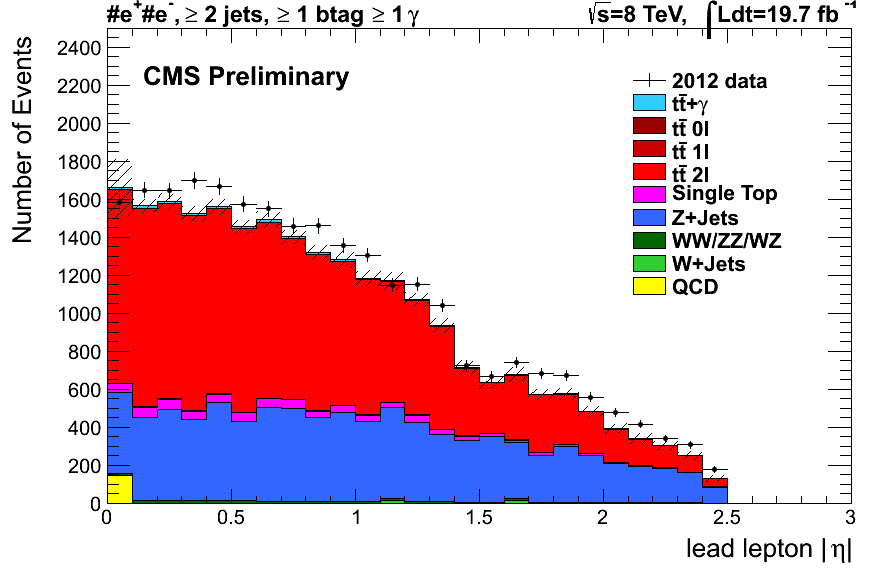 #e⁺#e⁻, ≥ 2 jets, ≥ 1 btag ≥ 1 γ
√s=8 TeV, ∫Ldt=19.7 fb⁻¹
CMS Preliminary
Number of Events
2400
2200
2000
1800
1600
1400
1200
1000
800
600
400
200
0
2012 data
tt̄+γ
tt̄ 0l
tt̄ 1l
tt̄ 2l
Single Top
Z+Jets
WW/ZZ/WZ
W+Jets
QCD
0 0.5 1 1.5 2 2.5 3
lead lepton |η|